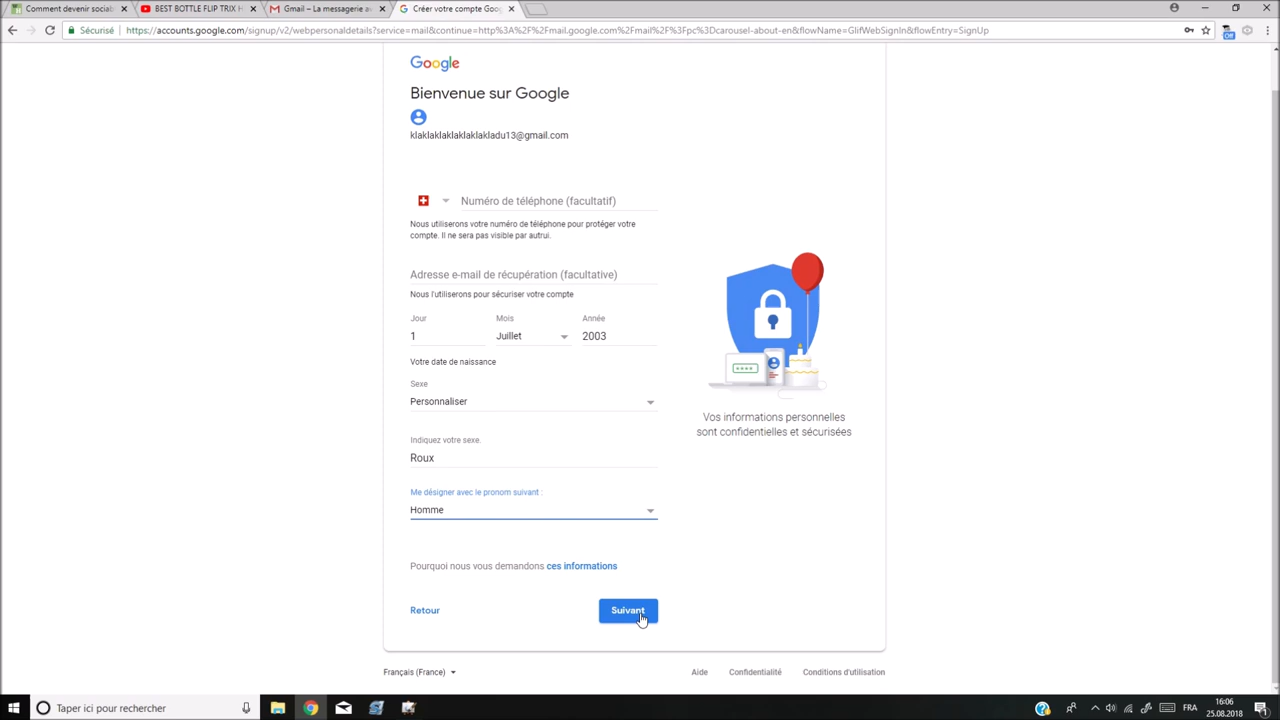 Comment devenir socia
BEST BOTTLE FLIP TRIX H
Gmail – La messagerie a
Créer votre compte Goog
Sécurisé
https://accounts.google.com/signup/v2/webpersonaldetails?service=mail&continue=http%3A%2F%2Fmail.google.com%2Fmail%2F%3Fpc%3Dcarousel-about-en&flowName=GlifWebSignIn&flowEntry=SignUp
Off
Google
Bienvenue sur Google
klaklaklaklaklaklakladu13@gmail.com
Numéro de téléphone (facultatif)
Nous utiliserons votre numéro de téléphone pour protéger votre
compte. Il ne sera pas visible par autrui.
Adresse e-mail de récupération (facultative)
Nous l'utiliserons pour sécuriser votre compte
Jour Mois Année
1 Juillet 2003
Votre date de naissance
Sexe
Personnaliser
Indiquez votre sexe.
Roux
Me désigner avec le pronom suivant :
Homme
Vos informations personnelles
sont confidentielles et sécurisées
Pourquoi nous vous demandons ces informations
Retour Suivant
Français (France) Aide Confidentialité Conditions d'utilisation
Taper ici pour rechercher
FRA
16:06
25.08.2018